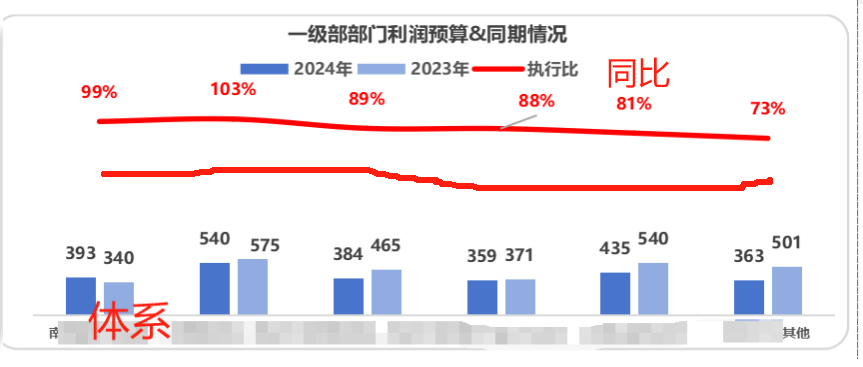 一级部部门利润预算&同期情况
2024年 2023年 执行比 同比
99% 103% 89% 88% 81% 73%
393 340 540 575 384 465 359 371 435 540 363 501
南 体系 其他